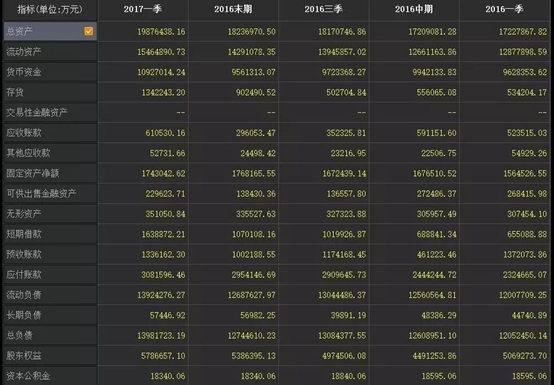 指标(单位:万元) 2017一季 2016末期 2016三季 2016中期 2016一季
总资产 19876438.16 18236970.50 18170746.86 17209081.28 17227867.82
流动资产 15464890.73 14291078.35 13945857.02 12661163.86 12877898.59
货币资金 10927014.24 9561313.07 9723368.27 9942133.83 9628353.62
存货 1342243.20 902490.52 502704.84 556065.08 534204.17
交易性金融资产 -- -- -- -- --
应收账款 610530.16 296053.47 352325.81 591151.60 523515.03
其他应收款 52731.66 24498.42 23216.95 22506.75 54929.26
固定资产净额 1743042.62 1768165.55 1672439.14 1676510.52 1564526.55
可供出售金融资产 229623.71 138430.36 136557.80 272486.37 268415.98
无形资产 351050.84 335527.63 327323.88 305957.49 307454.10
短期借款 1638872.21 1070108.16 1019926.87 688841.34 655088.88
预收账款 1336162.30 1002188.55 1174168.45 461223.46 1372073.86
应付账款 3081596.46 2954146.69 2909645.73 2444244.72 2324665.07
流动负债 13924276.27 12687627.97 13044486.37 12560564.81 12007709.25
长期负债 57446.92 56982.25 39891.19 48386.29 44740.89
总负债 13981723.19 12744610.23 13084377.55 12608951.10 12052450.14
股东权益 5786657.10 5386395.13 4974506.08 4491253.86 5069273.70
资本公积金 18340.06 18340.06 18840.06 18595.06 18595.06